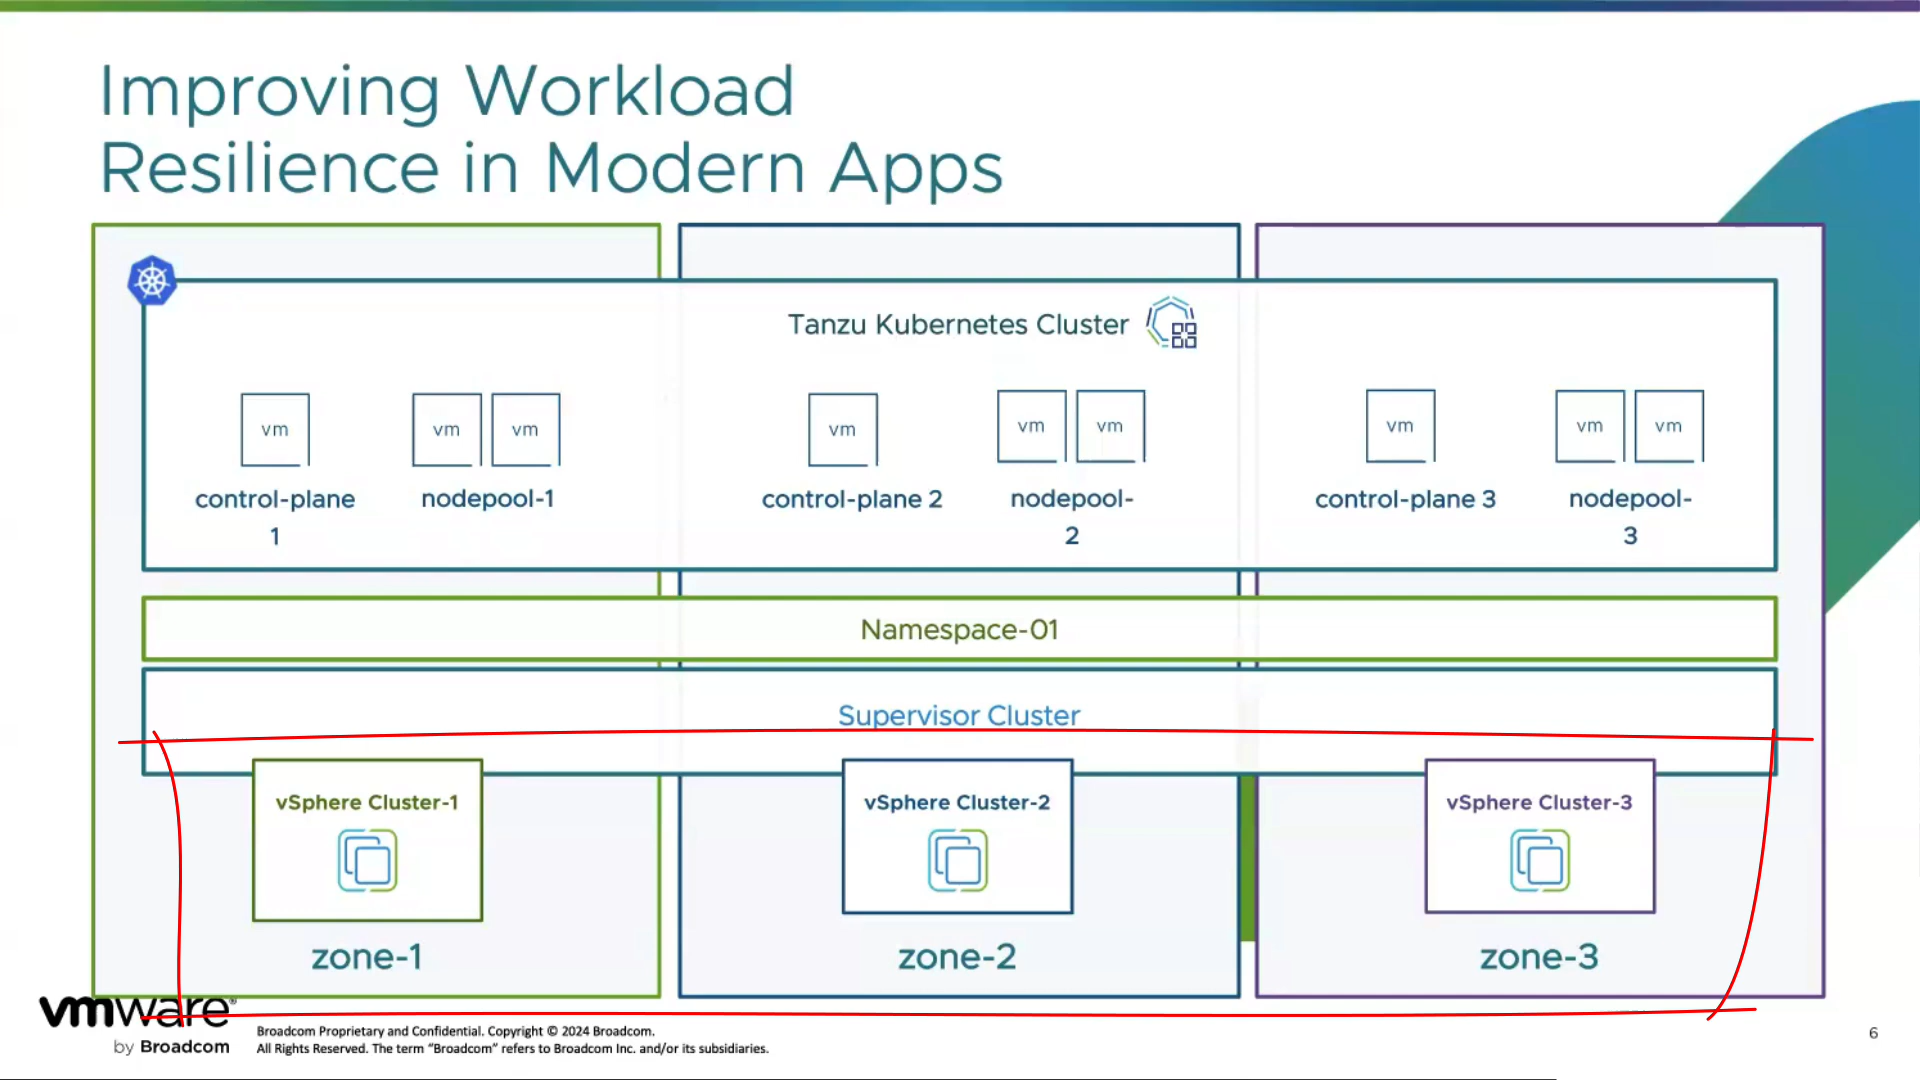 Improving Workload
Resilience in Modern Apps
Tanzu Kubernetes Cluster
vm
vm
vm
vm
vm
vm
vm
vm
vm
control-plane
1
nodepool-1
control-plane 2
nodepool-
2
control-plane 3
nodepool-
3
Namespace-01
Supervisor Cluster
vSphere Cluster-1
vSphere Cluster-2
vSphere Cluster-3
zone-1
zone-2
zone-3
vmware®
by Broadcom
Broadcom Proprietary and Confidential. Copyright © 2024 Broadcom.
All Rights Reserved. The term “Broadcom” refers to Broadcom Inc. and/or its subsidiaries.
6